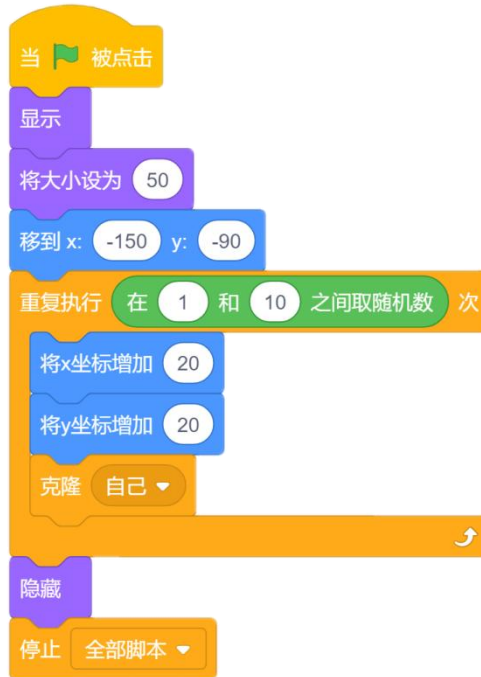 当 被点击
显示
将大小设为 50
移到 x: -150 y: -90
重复执行 在 1 和 10 之间取随机数 次
将x坐标增加 20
将y坐标增加 20
克隆 自己
隐藏
停止 全部脚本